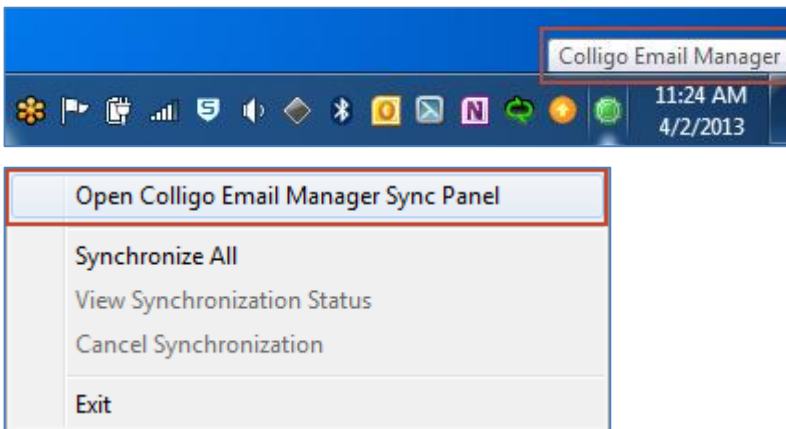 Colligo Email Manager
11:24 AM
4/2/2013
Open Colligo Email Manager Sync Panel
Synchronize All
View Synchronization Status
Cancel Synchronization
Exit